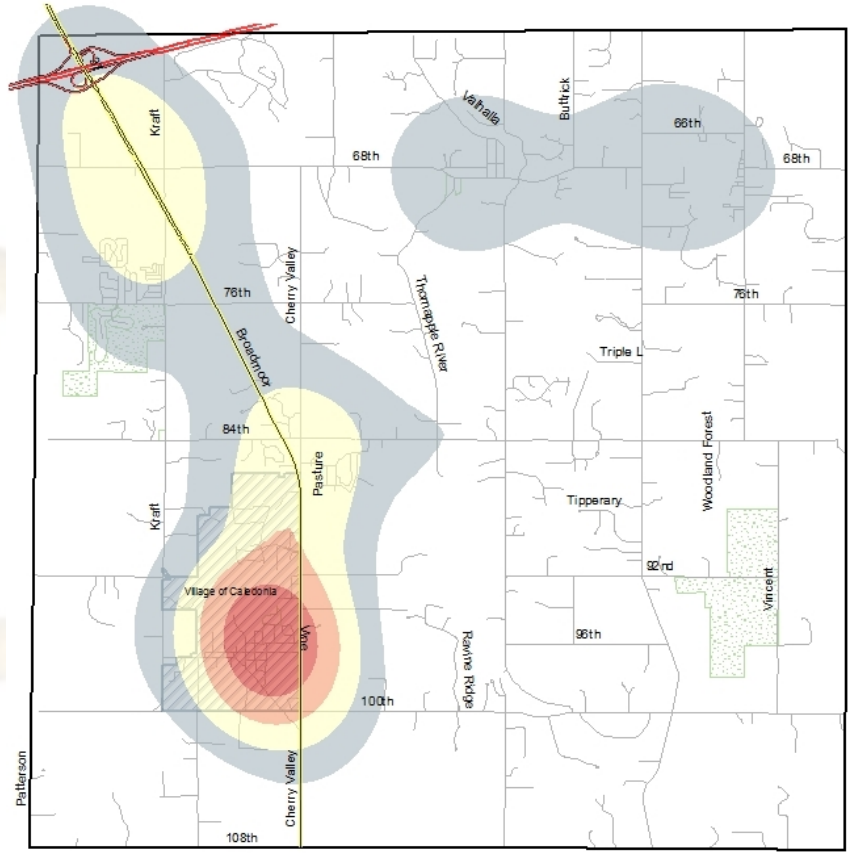 Kraft
Valhalla
Buttrick
66th
68th
68th
Cherry Valley
76th
76th
Thornapple River
Broadmoor
Triple L
84th
Woodland Forest
Pasture
Kraft
Tipperary
92nd
Village of Caledonia
Vincent
Vine
96th
Ravine Ridge
100th
Patterson
Cherry Valley
108th